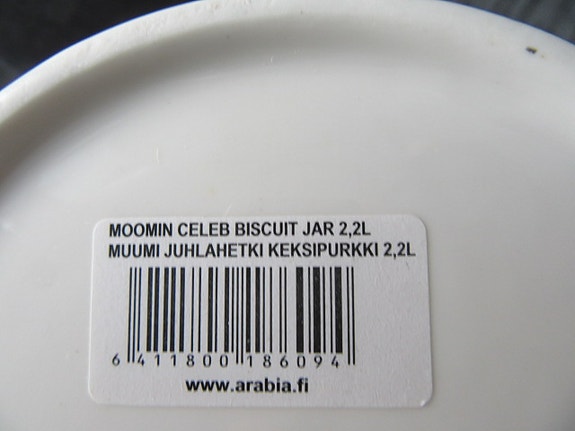 MOOMIN CELEB BISCUIT JAR 2,2L
MUUMI JUHLAHETKI KEKSIPURKKI 2,2L
6 411800 186094
www.arabia.fi